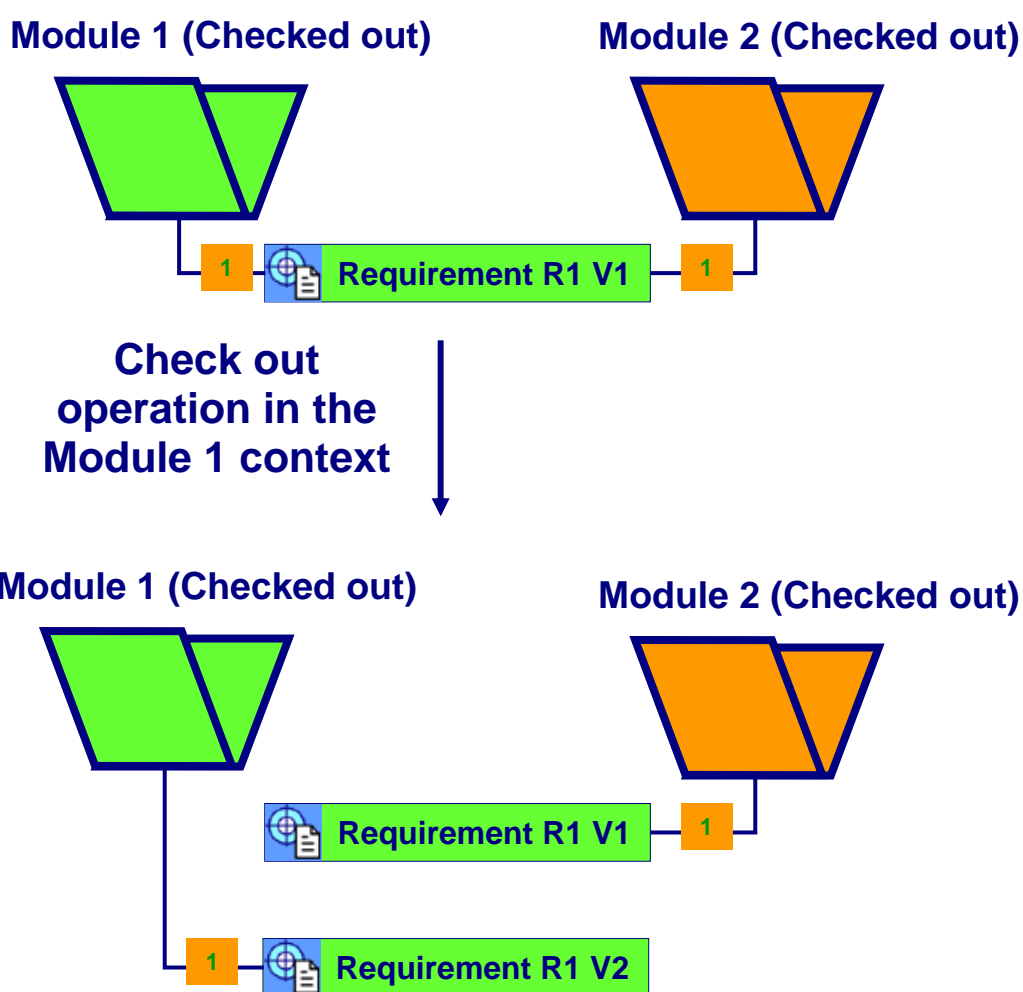 Module 1 (Checked out)
Module 2 (Checked out)
1
Requirement R1 V1
1
Check out
operation in the
Module 1 context
Module 1 (Checked out)
Module 2 (Checked out)
Requirement R1 V1
1
1
Requirement R1 V2